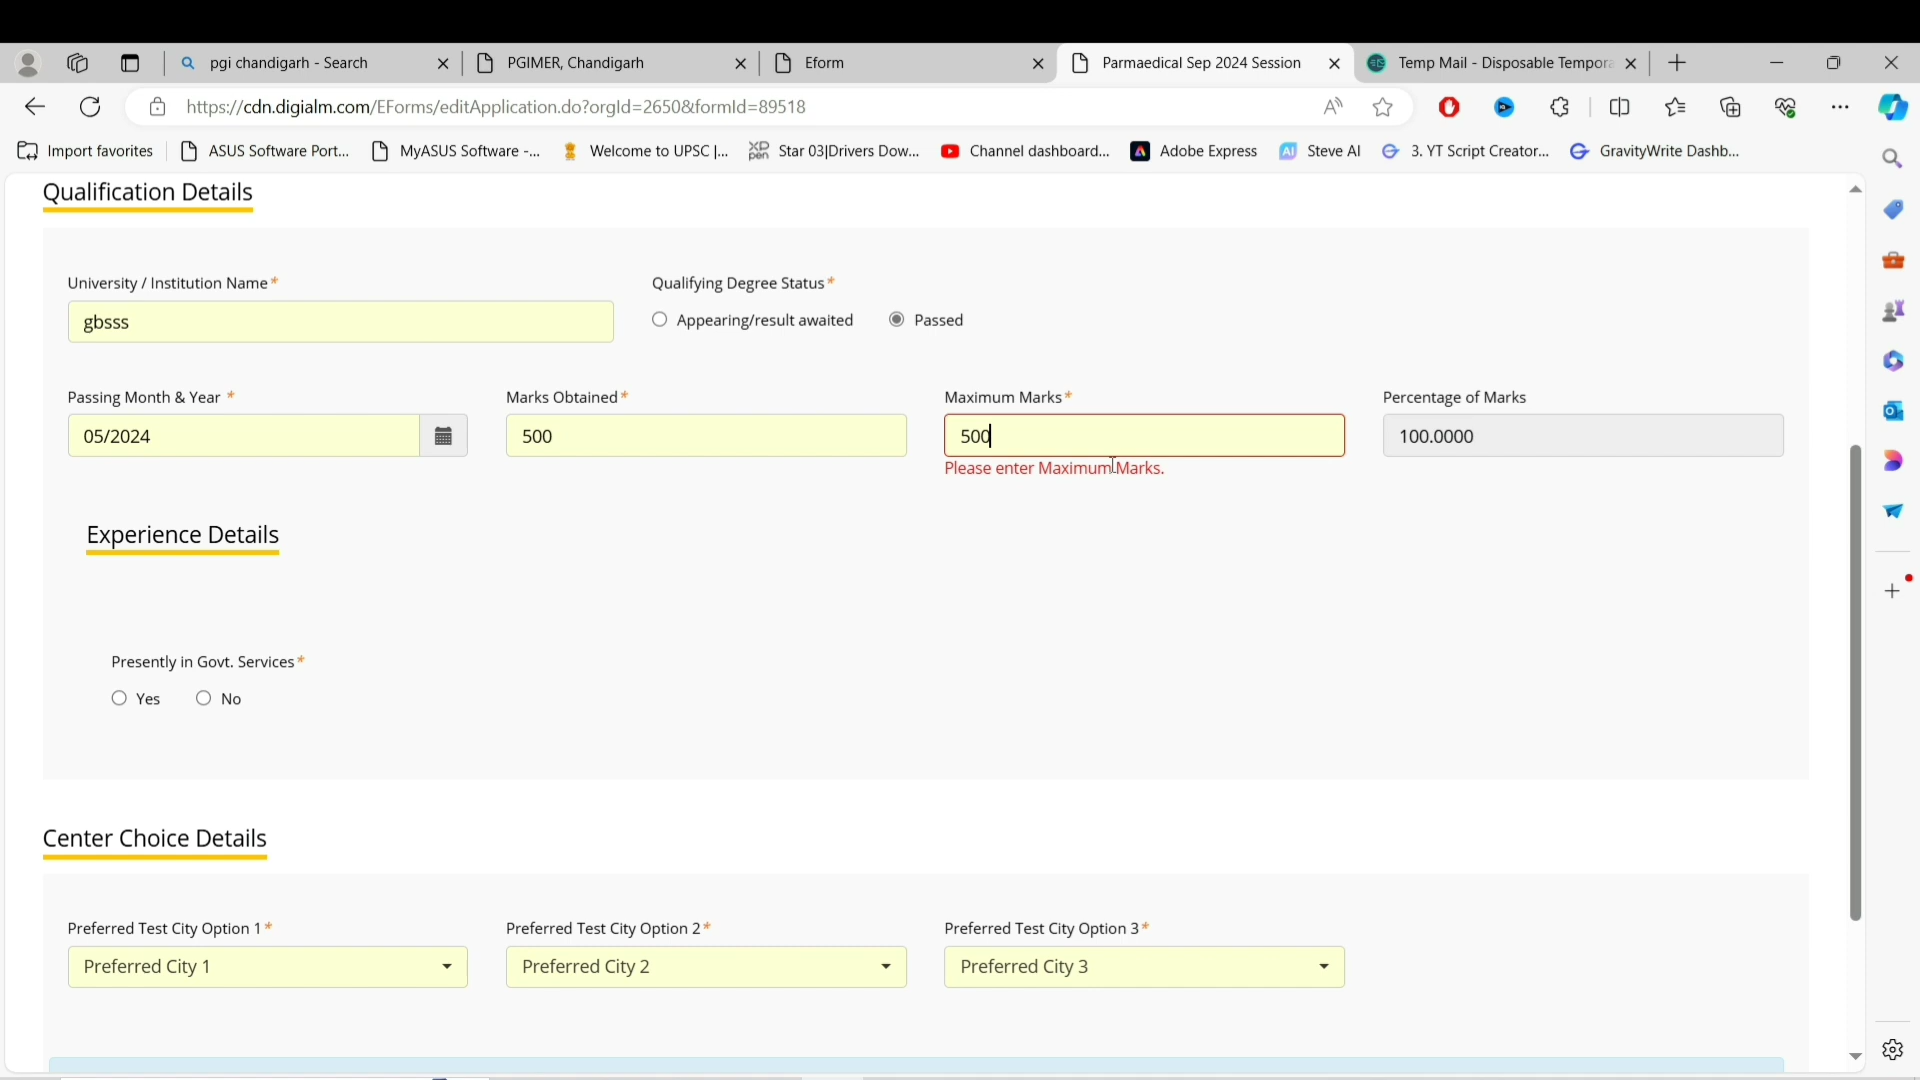 pgi chandigarh - Search
PGIMER, Chandigarh
Eform
Parmaedical Sep 2024 Session
Temp Mail - Disposable Tempora
https://cdn.digialm.com/EForms/editApplication.do?orgId=2650&formId=89518
Import favorites
ASUS Software Port...
MyASUS Software -...
Welcome to UPSC |...
XD Pen
Star 03|Drivers Dow...
Channel dashboard...
Adobe Express
AI
Steve AI
3. YT Script Creator...
GravityWrite Dashb...
Qualification Details
University / Institution Name*
Qualifying Degree Status*
gbsss
Appearing/result awaited
Passed
Passing Month & Year *
Marks Obtained*
Maximum Marks*
Percentage of Marks
05/2024
500
500
100.0000
Please enter Maximum Marks.
Experience Details
Presently in Govt. Services*
Yes
No
Center Choice Details
Preferred Test City Option 1*
Preferred Test City Option 2*
Preferred Test City Option 3*
Preferred City 1
Preferred City 2
Preferred City 3